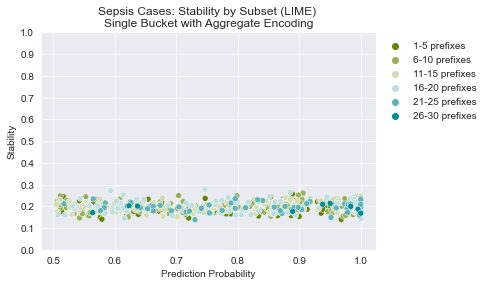 Sepsis Cases: Stability by Subset (LIME)
Single Bucket with Aggregate Encoding
1.0
0.9
0.8
0.7
0.6
0.5
0.4
0.3
0.2
0.1
0.0
Stability
0.5 0.6 0.7 0.8 0.9 1.0
Prediction Probability
1-5 prefixes
6-10 prefixes
11-15 prefixes
16-20 prefixes
21-25 prefixes
26-30 prefixes